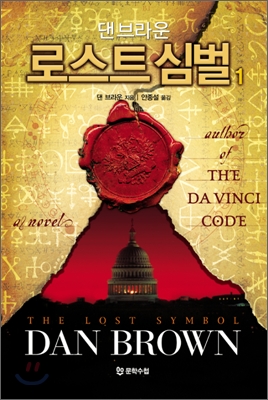 댄 브라운
로스트 심벌 1
댄 브라운 지음 | 안종설 옮김
author
of
THE
DA VINCI
CODE
a novel
THE LOST SYMBOL
DAN BROWN
문학수첩